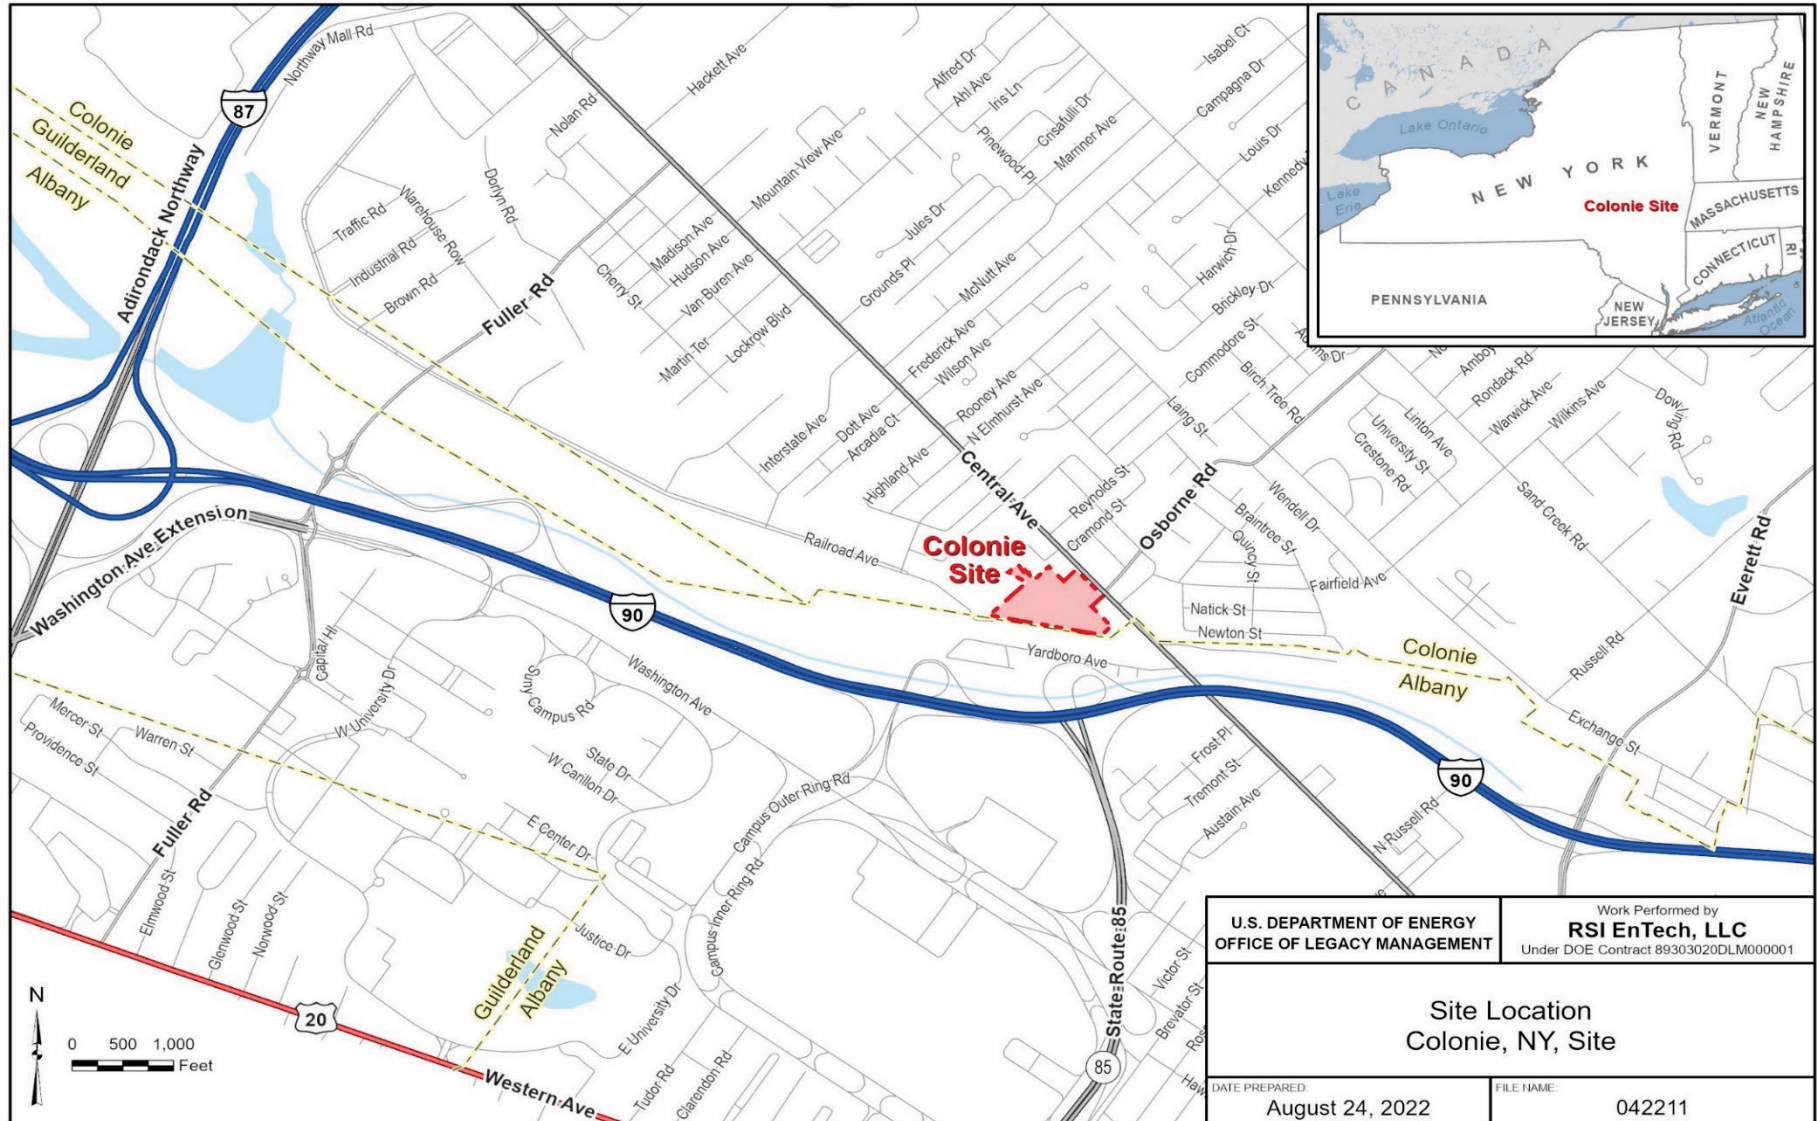 Northway Mall Rd
87
Colonie
Guilderland
Albany
Adirondack Northway
Nolan Rd
Hackett Ave
Dorlyn Rd
Mountain View Ave
Traffic Rd
Warehouse Row
Industrial Rd
Brown Rd
Fuller Rd
Cherry St
Madison Ave
Hudson Ave
Van Buren Ave
Martin Ter
Lockrow Blvd
Alfred Dr
Ahl Ave
Iris Ln
Crisafulli Dr
Pinewood Pl
Marriner Ave
Isabel Ct
Campagna Dr
Louis Dr
Kenned
Jules Dr
Grounds Pl
McNutt Ave
Harwich Dr
Brickley Dr
Frederick Ave
Wilson Ave
Commodore St
Birch Tree Rd
Interstate Ave
Dott Ave
Arcadia Ct
Rooney Ave
N Elmhurst Ave
Highland Ave
Laing St
Linton Ave
University St
Crestone Rd
Amboy
Rondack Rd
Warwick Ave
Wilkins Ave
Dowling Rd
Central Ave
Reynolds St
Cramond St
Osborne Rd
Wendell Dr
Braintree St
Quincy St
Fairfield Ave
Sand Creek Rd
Everett Rd
Railroad Ave
Colonie
Site
Natick St
Newton St
Yardboro Ave
Colonie
Albany
Russell Rd
Exchange St
Washington Ave Extension
90
Capital Hl
W University Dr
Suny Campus Rd
Washington Ave
Mercer St
Providence St
Warren St
State Dr
W Carillon Dr
Campus Outer Ring Rd
Frost Pl
Tremont St
Austain Ave
N Russell Rd
90
Fuller Rd
E Center Dr
Campus Inner Ring Rd
Elmwood St
Glenwood St
Norwood St
Justice Dr
Guilderland
Albany
E University Dr
State Route 85
Victor St
Brevator St
85
20
Western Ave
Tudor Rd
Clarendon Rd
N
0 500 1,000
Feet
CANADA
Lake Ontario
Lake
Erie
NEW YORK
Colonie Site
VERMONT
NEW
HAMPSHIRE
MASSACHUSETTS
CONNECTICUT
RI
PENNSYLVANIA
NEW
JERSEY
Atlantic
Ocean
U.S. DEPARTMENT OF ENERGY
OFFICE OF LEGACY MANAGEMENT
Work Performed by
RSI EnTech, LLC
Under DOE Contract 89303020DLM000001
Site Location
Colonie, NY, Site
DATE PREPARED:
August 24, 2022
FILE NAME:
042211